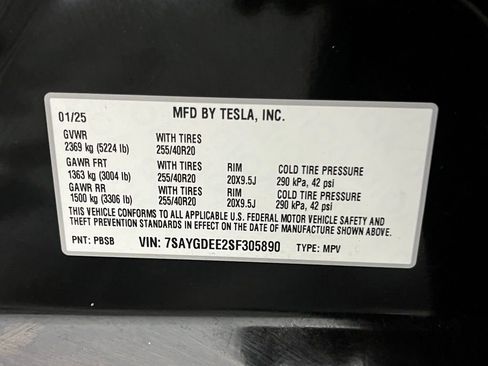 01/25 MFD BY TESLA, INC.
GVWR WITH TIRES
2369 kg (5224 lb) 255/40R20
GAWR FRT WITH TIRES RIM COLD TIRE PRESSURE
1363 kg (3004 lb) 255/40R20 20X9.5J 290 kPa, 42 psi
GAWR RR WITH TIRES RIM COLD TIRE PRESSURE
1500 kg (3306 lb) 255/40R20 20X9.5J 290 kPa, 42 psi
THIS VEHICLE CONFORMS TO ALL APPLICABLE U.S. FEDERAL MOTOR VEHICLE SAFETY AND
THEFT PREVENTION STANDARDS IN EFFECT ON THE DATE OF MANUFACTURE SHOWN ABOVE.
PNT: PBSB VIN: 7SAYGDEE2SF305890 TYPE: MPV